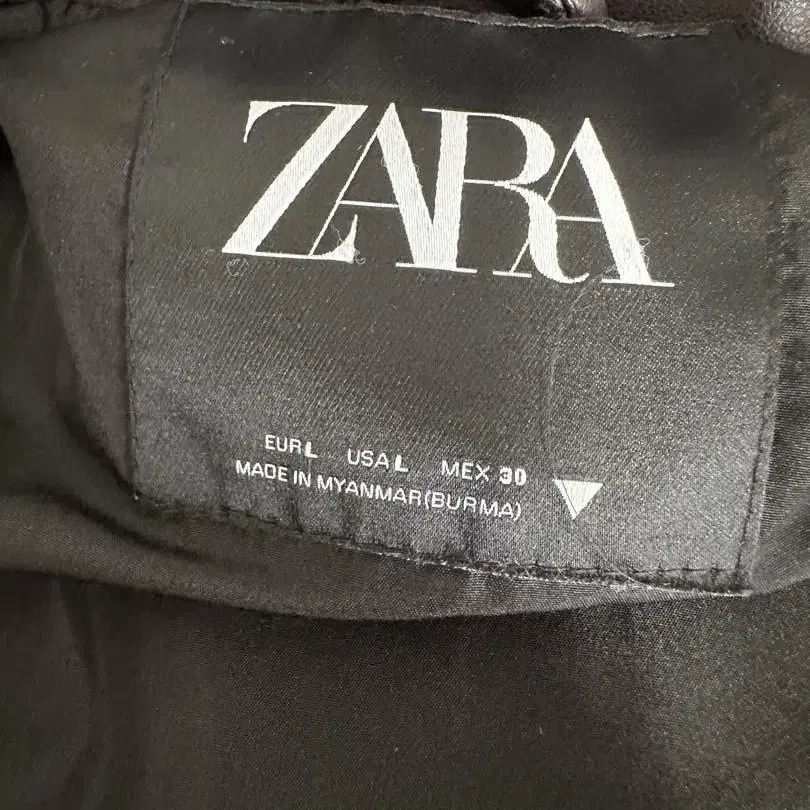 ZARA
EUR L USA L MEX 30
MADE IN MYANMAR(BURMA)